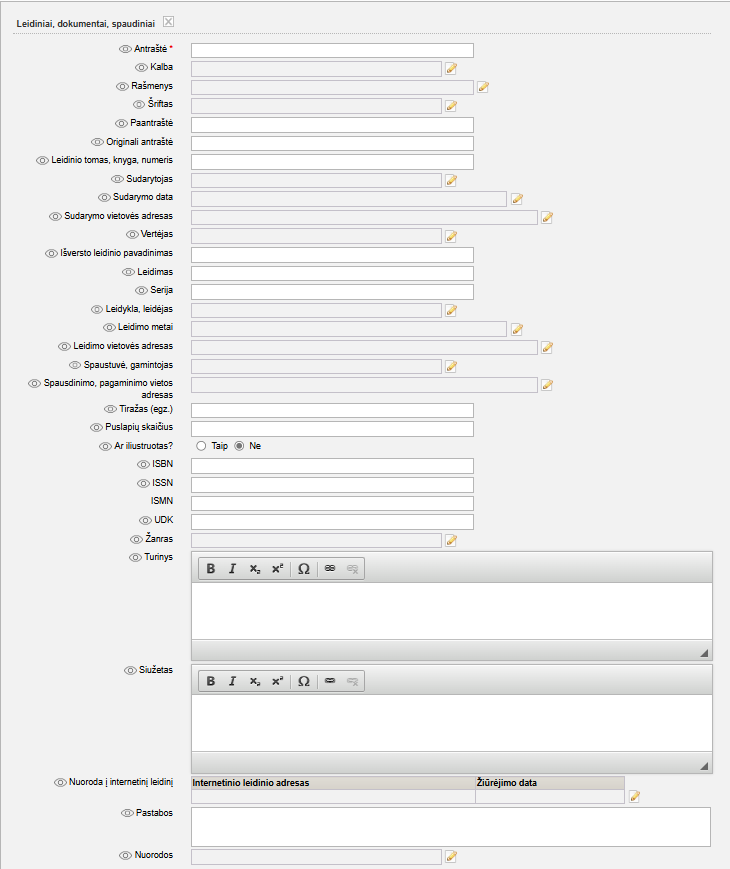 Leidiniai, dokumentai, spaudiniai
Antraštė *
Kalba
Rašmenys
Šriftas
Paantraštė
Originali antraštė
Leidinio tomas, knyga, numeris
Sudarytojas
Sudarymo data
Sudarymo vietovės adresas
Vertėjas
Išversto leidinio pavadinimas
Leidimas
Serija
Leidykla, leidėjas
Leidimo metai
Leidimo vietovės adresas
Spaustuvė, gamintojas
Spausdinimo, pagaminimo vietos
adresas
Tiražas (egz.)
Puslapių skaičius
Ar iliustruotas? Taip Ne
ISBN
ISSN
ISMN
UDK
Žanras
Turinys
B I x₂ x² Ω
Siužetas
B I x₂ x² Ω
Nuoroda į internetinį leidinį Internetinio leidinio adresas Žiūrėjimo data
Pastabos
Nuorodos